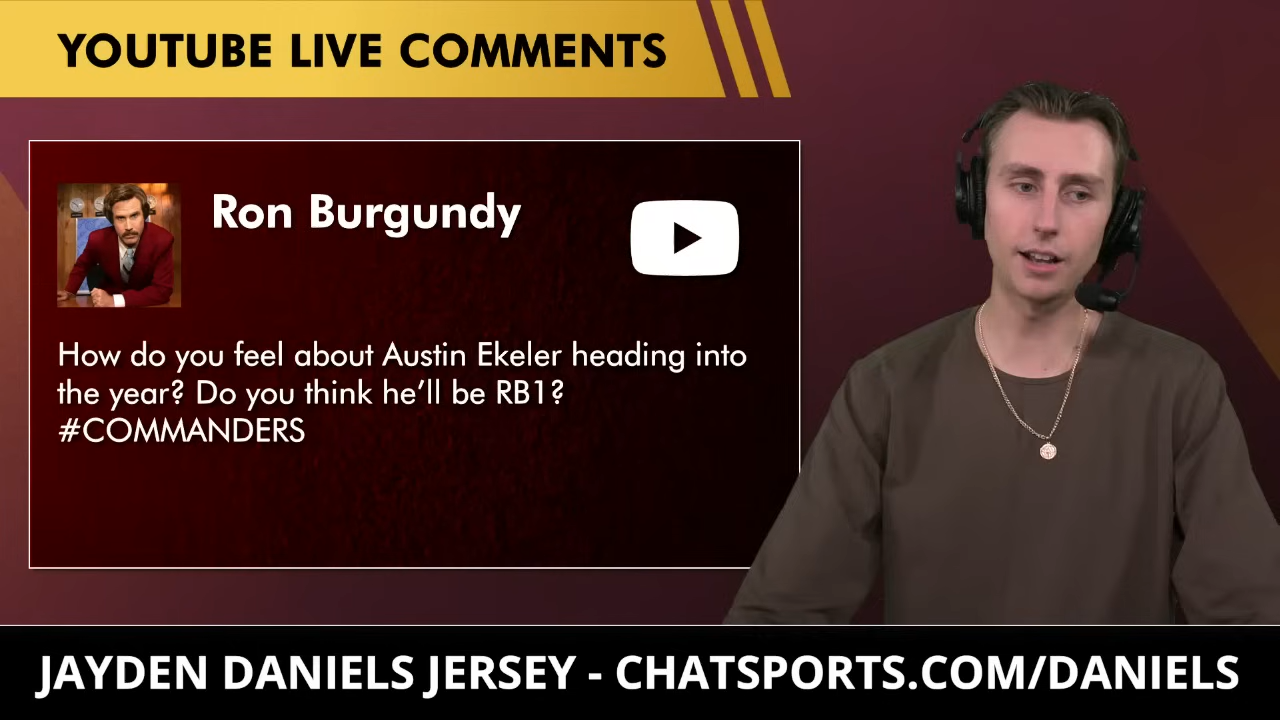 YOUTUBE LIVE COMMENTS
Ron Burgundy
How do you feel about Austin Ekeler heading into
the year? Do you think he’ll be RB1?
#COMMANDERS
JAYDEN DANIELS JERSEY - CHATSPORTS.COM/DANIELS